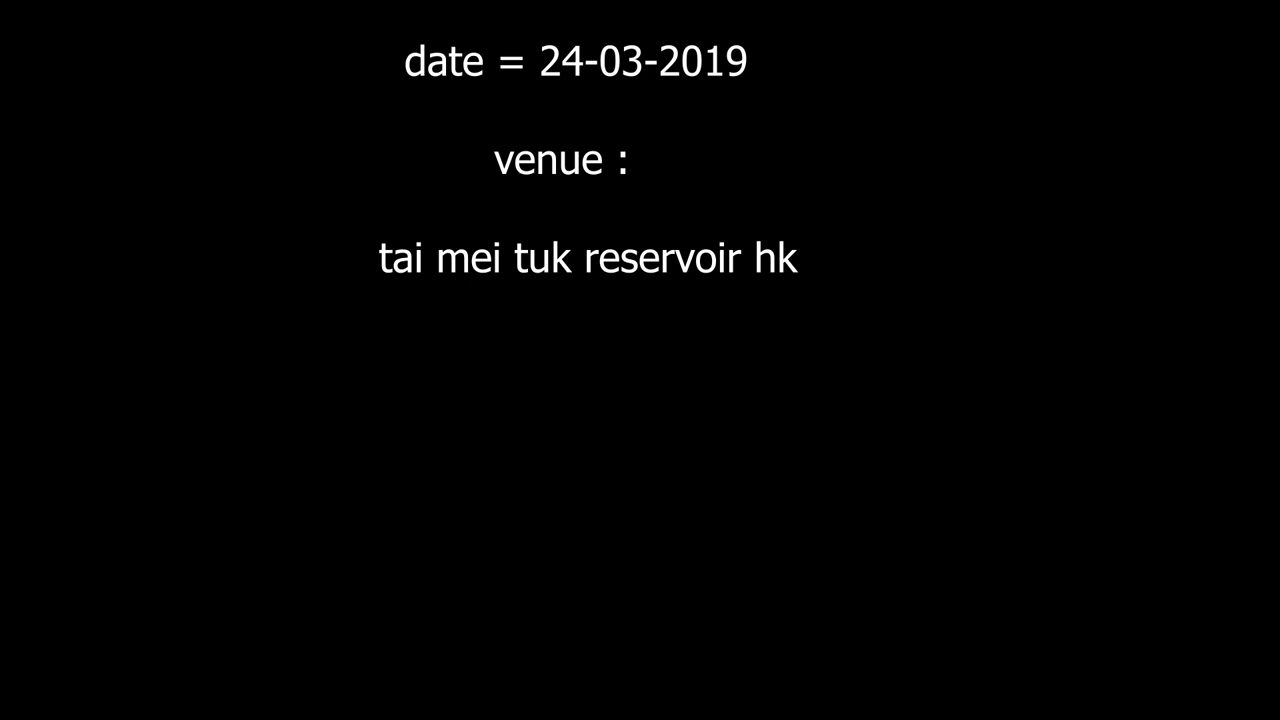 date = 24-03-2019
venue :
tai mei tuk reservoir hk